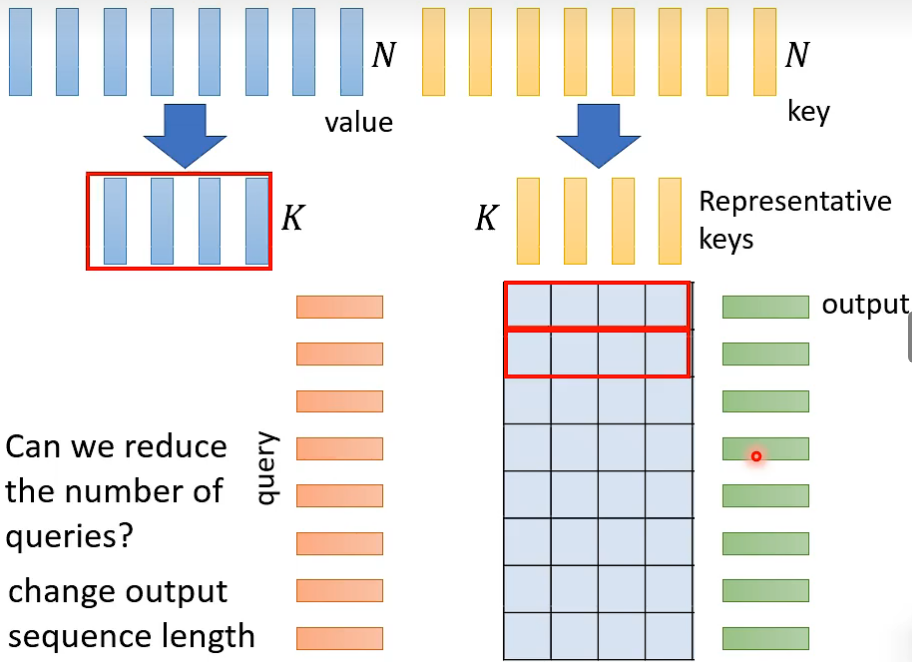 N
N
value
key
K
K
Representative
keys
output
query
Can we reduce
the number of
queries?
change output
sequence length